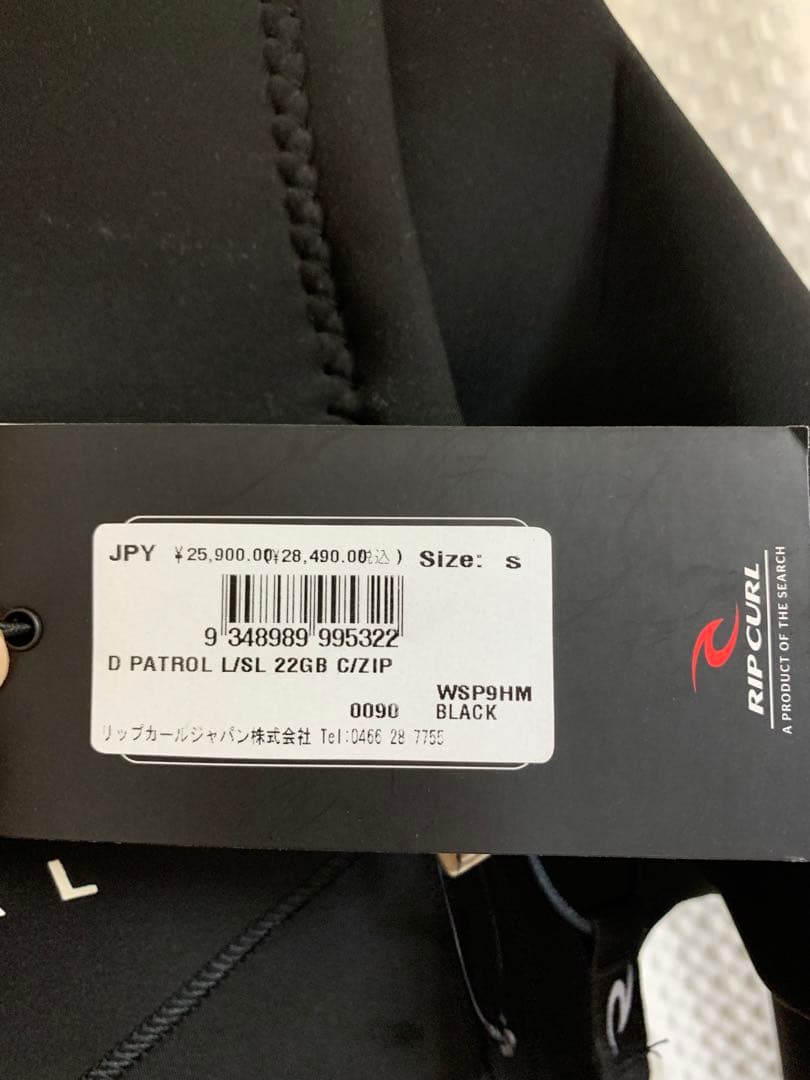 JPY ¥25,900.00(¥28,490.00税込) Size: S
9 348989 995322
D PATROL L/SL 22GB C/ZIP
WSP9HM
0090 BLACK
リップカールジャパン株式会社 Tel:0466 28 7755
RIP CURL
A PRODUCT OF THE SEARCH
L